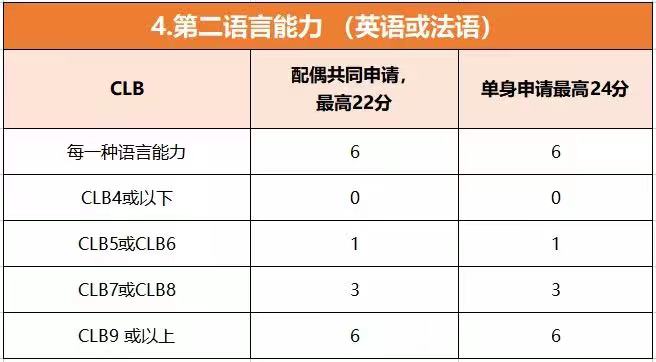 4.第二语言能力 （英语或法语）
CLB 配偶共同申请， 单身申请最高24分
最高22分
每一种语言能力 6 6
CLB4或以下 0 0
CLB5或CLB6 1 1
CLB7或CLB8 3 3
CLB9 或以上 6 6